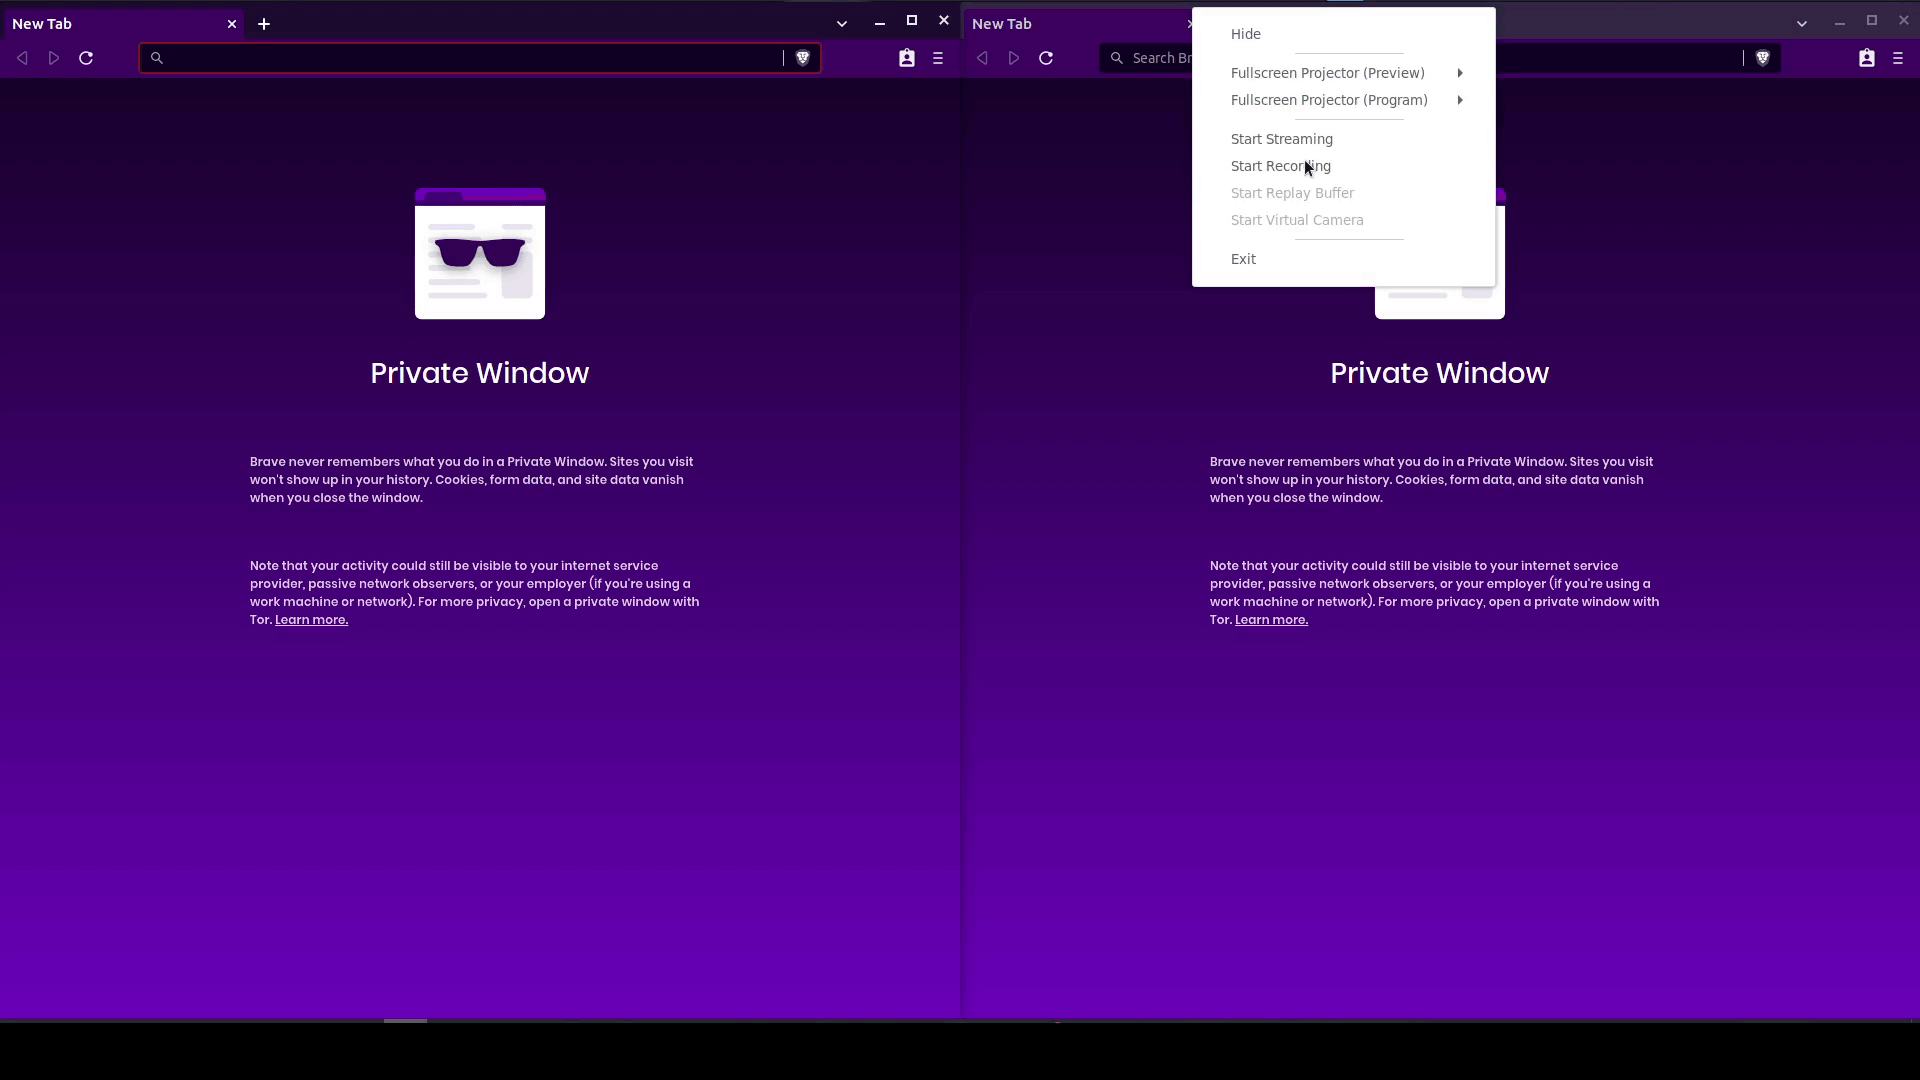 New Tab
Private Window
Brave never remembers what you do in a Private Window. Sites you visit
won't show up in your history. Cookies, form data, and site data vanish
when you close the window.
Note that your activity could still be visible to your internet service
provider, passive network observers, or your employer (if you're using a
work machine or network). For more privacy, open a private window with
Tor. Learn more.
New Tab
Search Br
Hide
Fullscreen Projector (Preview)
Fullscreen Projector (Program)
Start Streaming
Start Recording
Start Replay Buffer
Start Virtual Camera
Exit
Private Window
Brave never remembers what you do in a Private Window. Sites you visit
won't show up in your history. Cookies, form data, and site data vanish
when you close the window.
Note that your activity could still be visible to your internet service
provider, passive network observers, or your employer (if you're using a
work machine or network). For more privacy, open a private window with
Tor. Learn more.